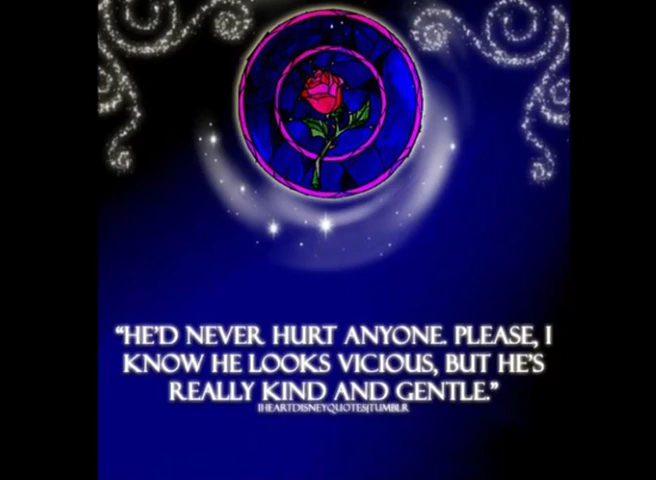 “HE’D NEVER HURT ANYONE. PLEASE, I
KNOW HE LOOKS VICIOUS, BUT HE’S
REALLY KIND AND GENTLE.”
IHEARTDISNEYQUOTES|TUMBLR